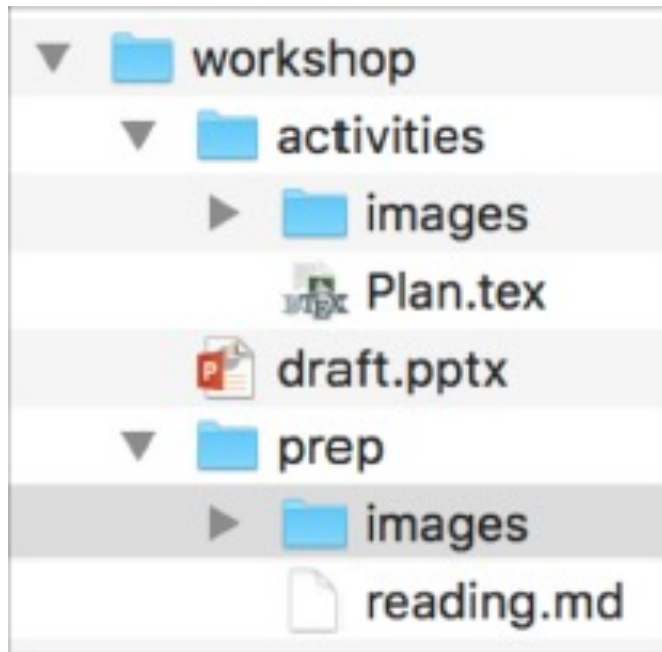 workshop
activities
images
Plan.tex
draft.pptx
prep
images
reading.md